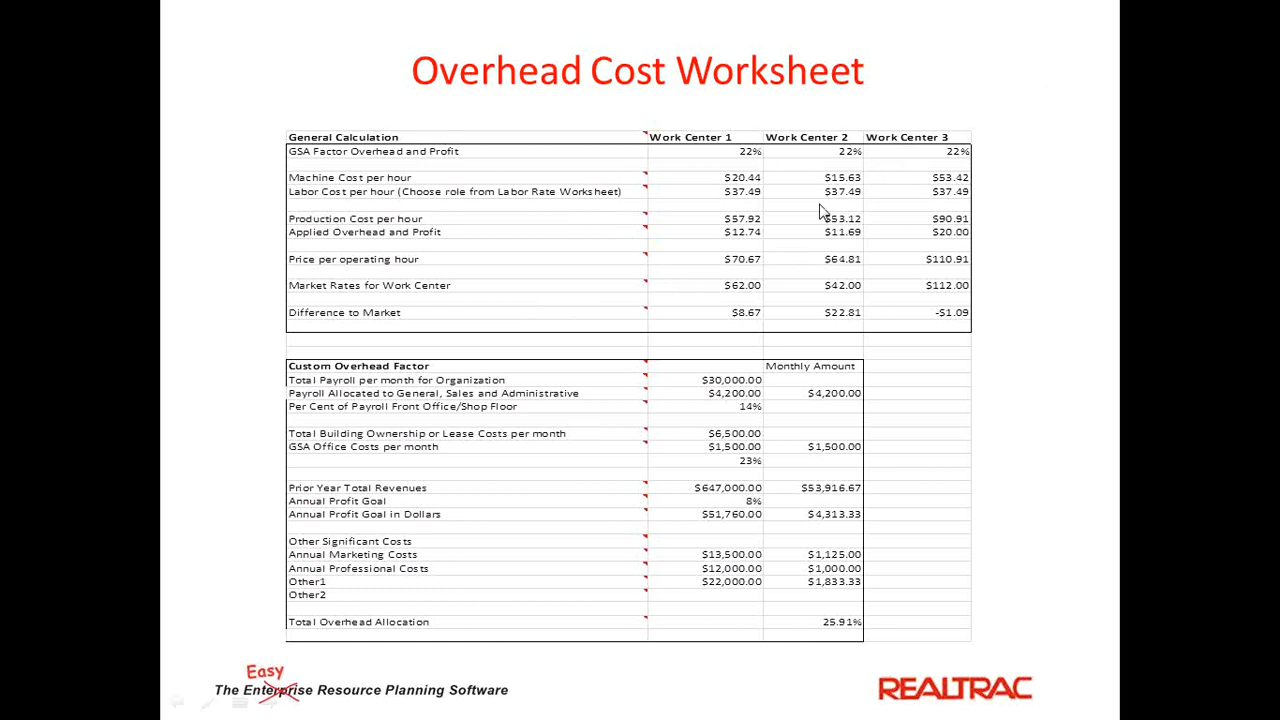 Overhead Cost Worksheet
General Calculation Work Center 1 Work Center 2 Work Center 3
GSA Factor Overhead and Profit 22% 22% 22%
Machine Cost per hour $20.44 $15.63 $53.42
Labor Cost per hour (Choose role from Labor Rate Worksheet) $37.49 $37.49 $37.49
Production Cost per hour $57.92 $53.12 $90.91
Applied Overhead and Profit $12.74 $11.69 $20.00
Price per operating hour $70.67 $64.81 $110.91
Market Rates for Work Center $62.00 $42.00 $112.00
Difference to Market $8.67 $22.81 -$1.09
Custom Overhead Factor Monthly Amount
Total Payroll per month for Organization $30,000.00
Payroll Allocated to General, Sales and Administrative $4,200.00 $4,200.00
Per Cent of Payroll Front Office/Shop Floor 14%
Total Building Ownership or Lease Costs per month $6,500.00
GSA Office Costs per month $1,500.00 $1,500.00
23%
Prior Year Total Revenues $647,000.00 $53,916.67
Annual Profit Goal 8%
Annual Profit Goal in Dollars $51,760.00 $4,313.33
Other Significant Costs
Annual Marketing Costs $13,500.00 $1,125.00
Annual Professional Costs $12,000.00 $1,000.00
Other1 $22,000.00 $1,833.33
Other2
Total Overhead Allocation 25.91%
Easy
The Enterprise Resource Planning Software
REALTRAC